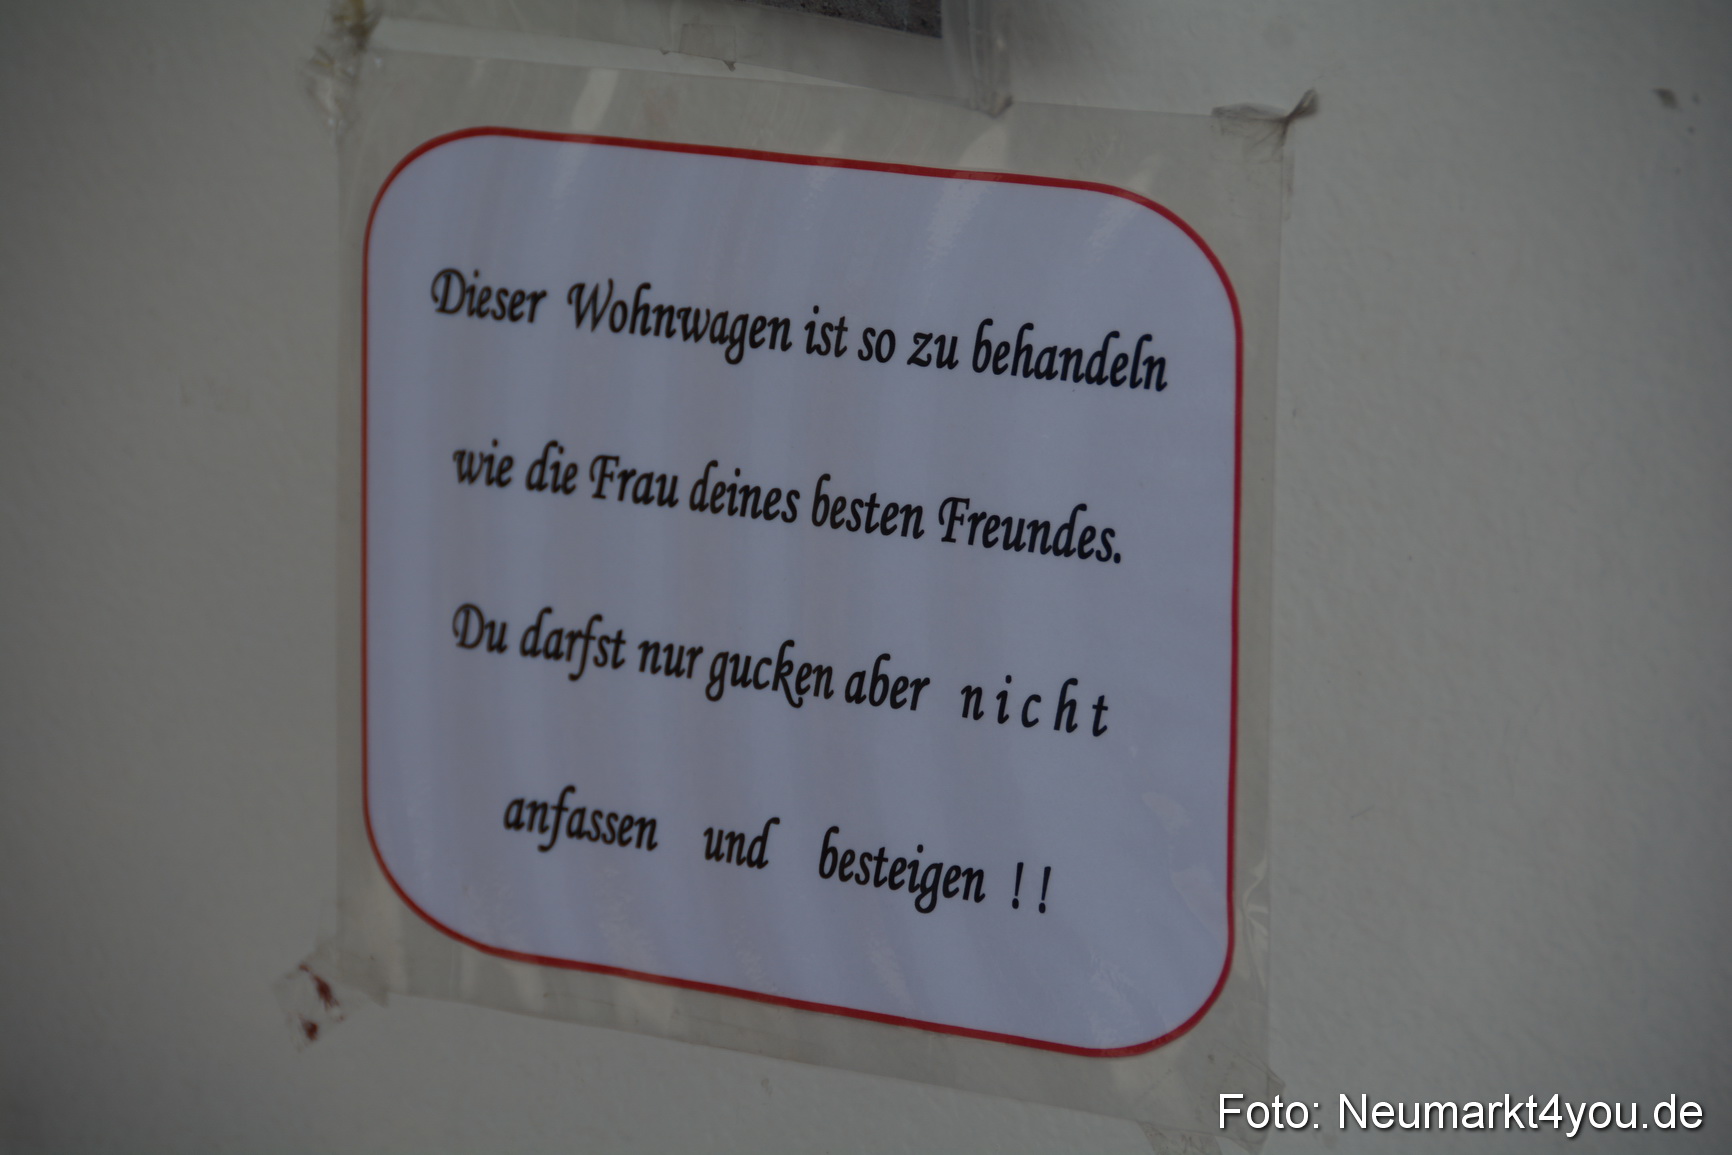 Dieser Wohnwagen ist so zu behandeln
wie die Frau deines besten Freundes.
Du darfst nur gucken aber n i c h t
anfassen und besteigen ! !
Foto: Neumarkt4you.de